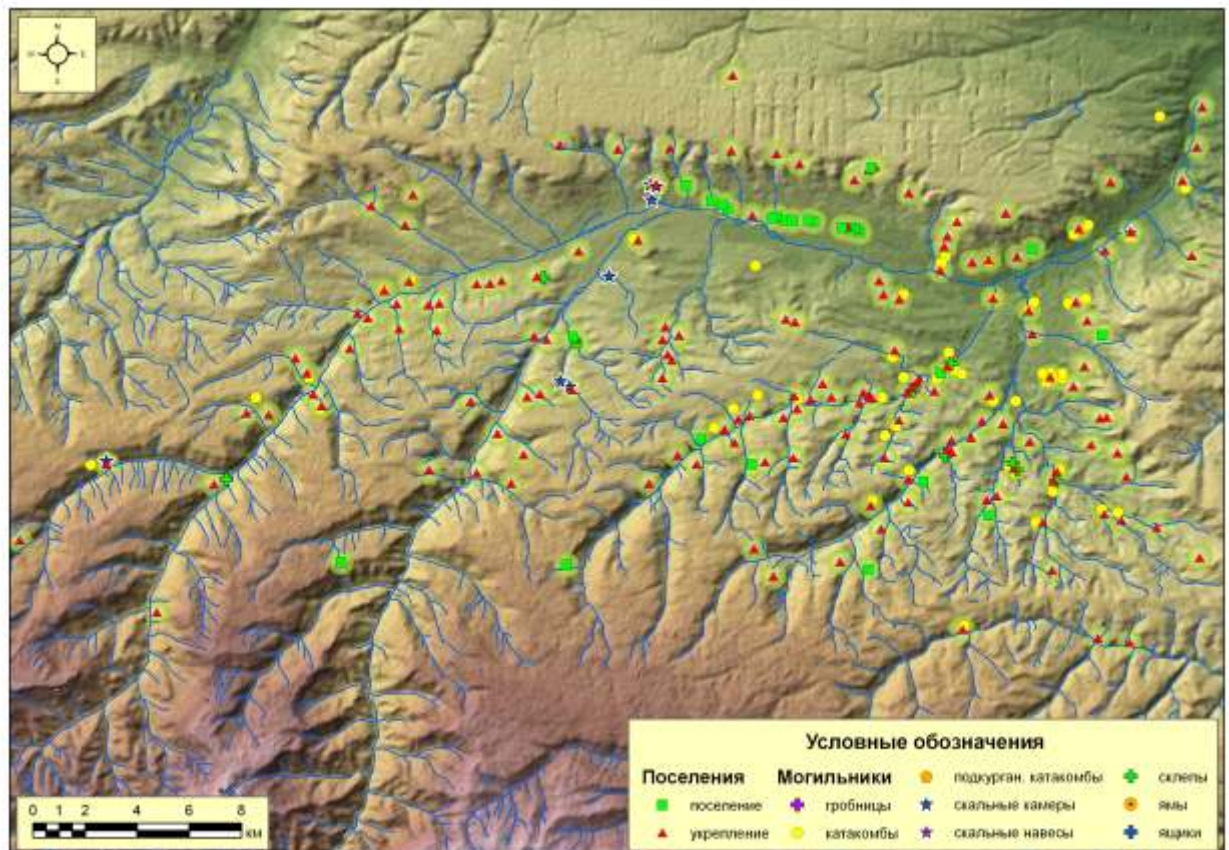 N
E
S
0 1 2 4 6 8
км
Условные обозначения
Поселения Могильники подкурган. катакомбы склепы
поселение гробницы скальные камеры ямы
укрепление катакомбы скальные навесы ящики